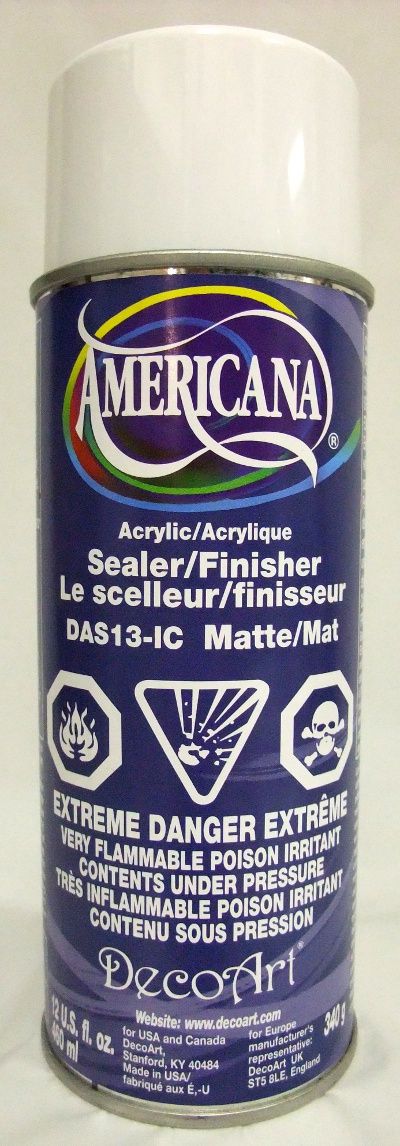 AMERICANA®
Acrylic/Acrylique
Sealer/Finisher
Le scelleur/finisseur
DAS13-IC Matte/Mat
EXTREME DANGER EXTRÊME
VERY FLAMMABLE POISON IRRITANT
CONTENTS UNDER PRESSURE
TRÈS INFLAMMABLE POISON IRRITANT
CONTENU SOUS PRESSION
DecoArt®
Website: www.decoart.com
12 U.S. fl. oz.
460 ml
for USA and Canada
DecoArt,
Stanford, KY 40484
Made in USA/
fabriqué aux É,-U
for Europe
manufacturer's
representative:
DecoArt UK
ST5 8LE, England
340 g